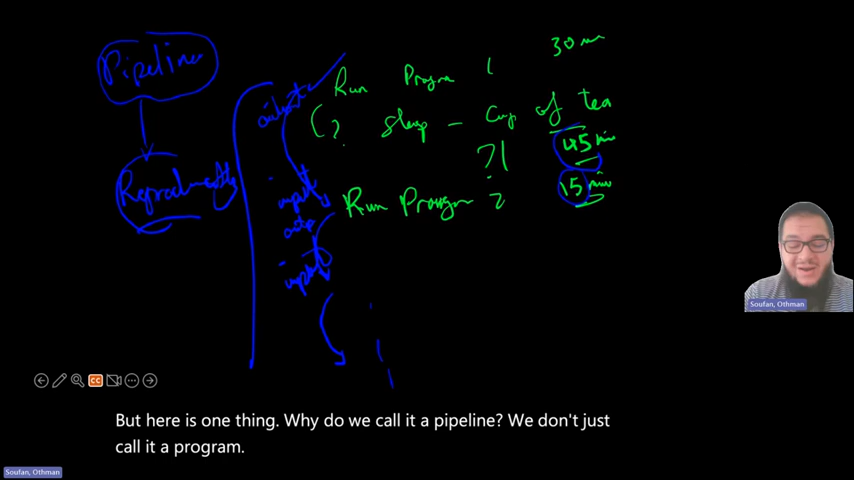 Pipeline
Run Program 1 30 min
output
(? Sleep - Cup of tea
?! 45 min
15 min
input
Run Program 2
output
input
Soufan, Othman
CC
But here is one thing. Why do we call it a pipeline? We don't just
call it a program.
Soufan, Othman